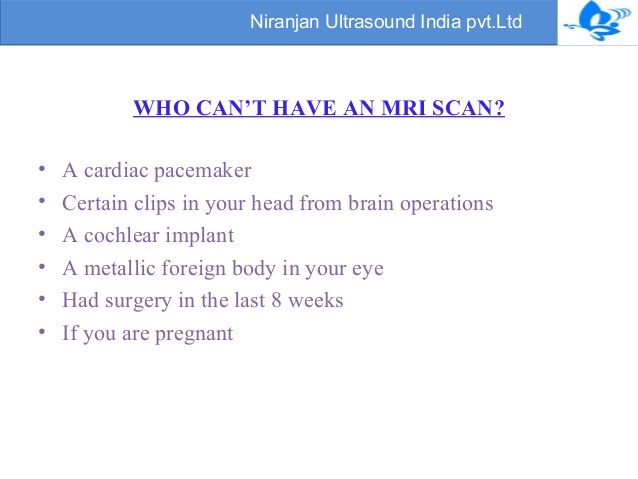 Niranjan Ultrasound India pvt.Ltd
WHO CAN’T HAVE AN MRI SCAN?
• A cardiac pacemaker
• Certain clips in your head from brain operations
• A cochlear implant
• A metallic foreign body in your eye
• Had surgery in the last 8 weeks
• If you are pregnant